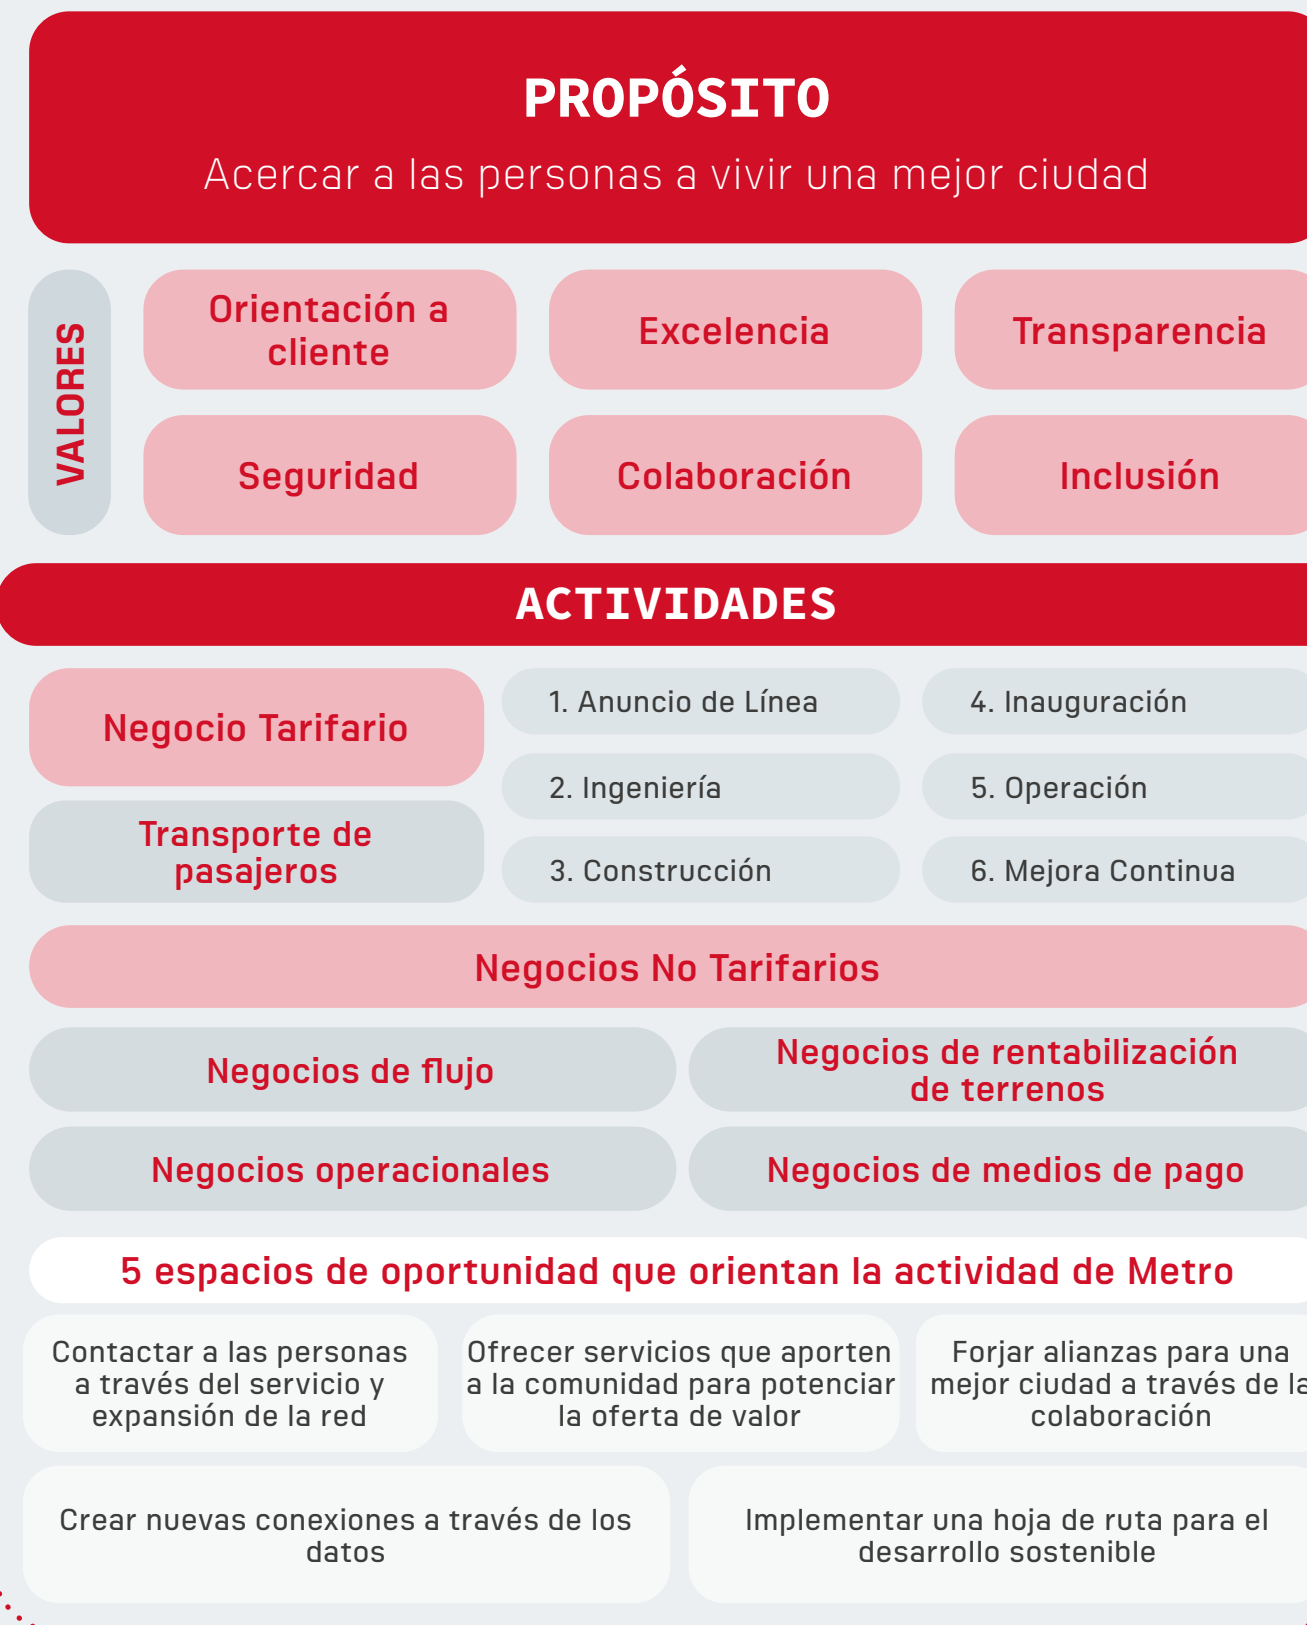 PROPÓSITO
Acercar a las personas a vivir una mejor ciudad
VALORES
Orientación a
cliente
Excelencia
Transparencia
Seguridad
Colaboración
Inclusión
ACTIVIDADES
Negocio Tarifario
Transporte de
pasajeros
1. Anuncio de Línea
2. Ingeniería
3. Construcción
4. Inauguración
5. Operación
6. Mejora Continua
Negocios No Tarifarios
Negocios de flujo
Negocios de rentabilización
de terrenos
Negocios operacionales
Negocios de medios de pago
5 espacios de oportunidad que orientan la actividad de Metro
Contactar a las personas
a través del servicio y
expansión de la red
Ofrecer servicios que aporten
a la comunidad para potenciar
la oferta de valor
Forjar alianzas para una
mejor ciudad a través de la
colaboración
Crear nuevas conexiones a través de los
datos
Implementar una hoja de ruta para el
desarrollo sostenible